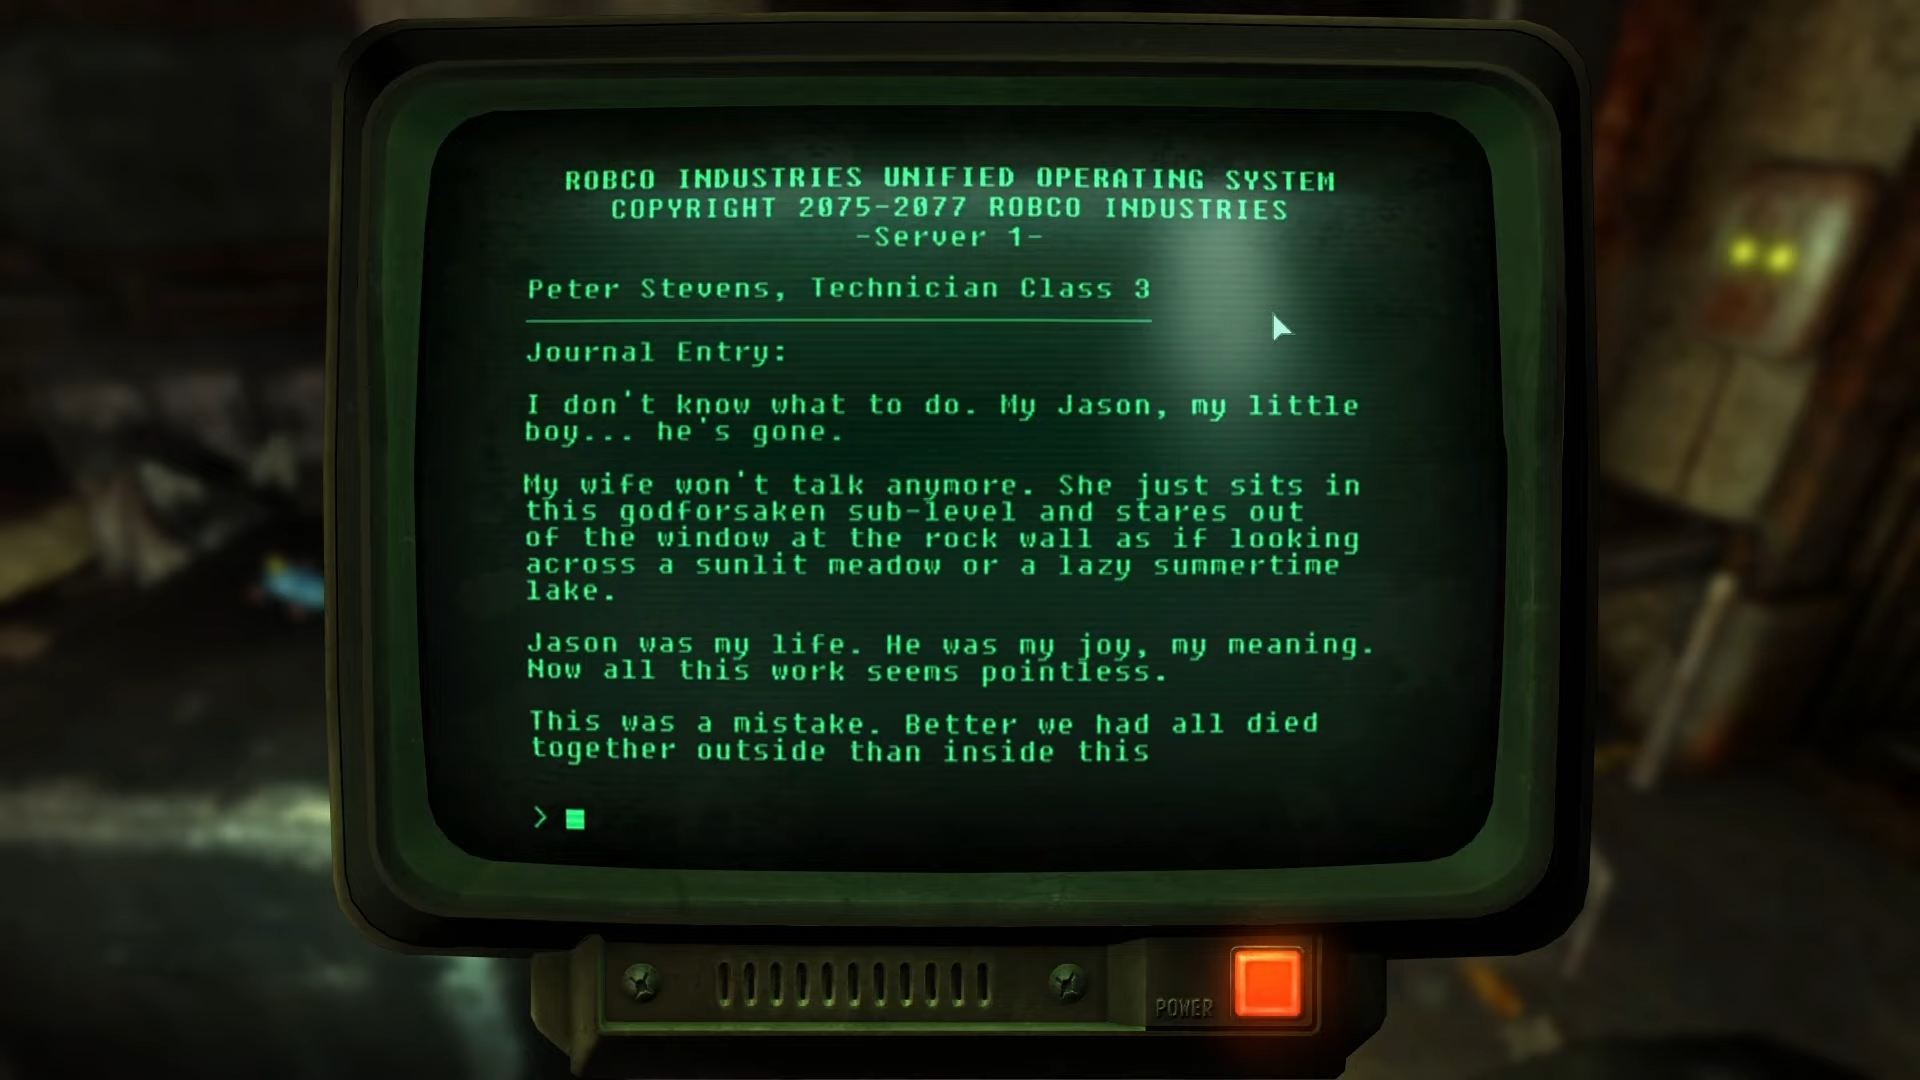 ROBCO INDUSTRIES UNIFIED OPERATING SYSTEM
COPYRIGHT 2075-2077 ROBCO INDUSTRIES
-Server 1-
Peter Stevens, Technician Class 3
Journal Entry:
I don't know what to do. My Jason, my little
boy... he's gone.
My wife won't talk anymore. She just sits in
this godforsaken sub-level and stares out
of the window at the rock wall as if looking
across a sunlit meadow or a lazy summertime
lake.
Jason was my life. He was my joy, my meaning.
Now all this work seems pointless.
This was a mistake. Better we had all died
together outside than inside this
>
POWER